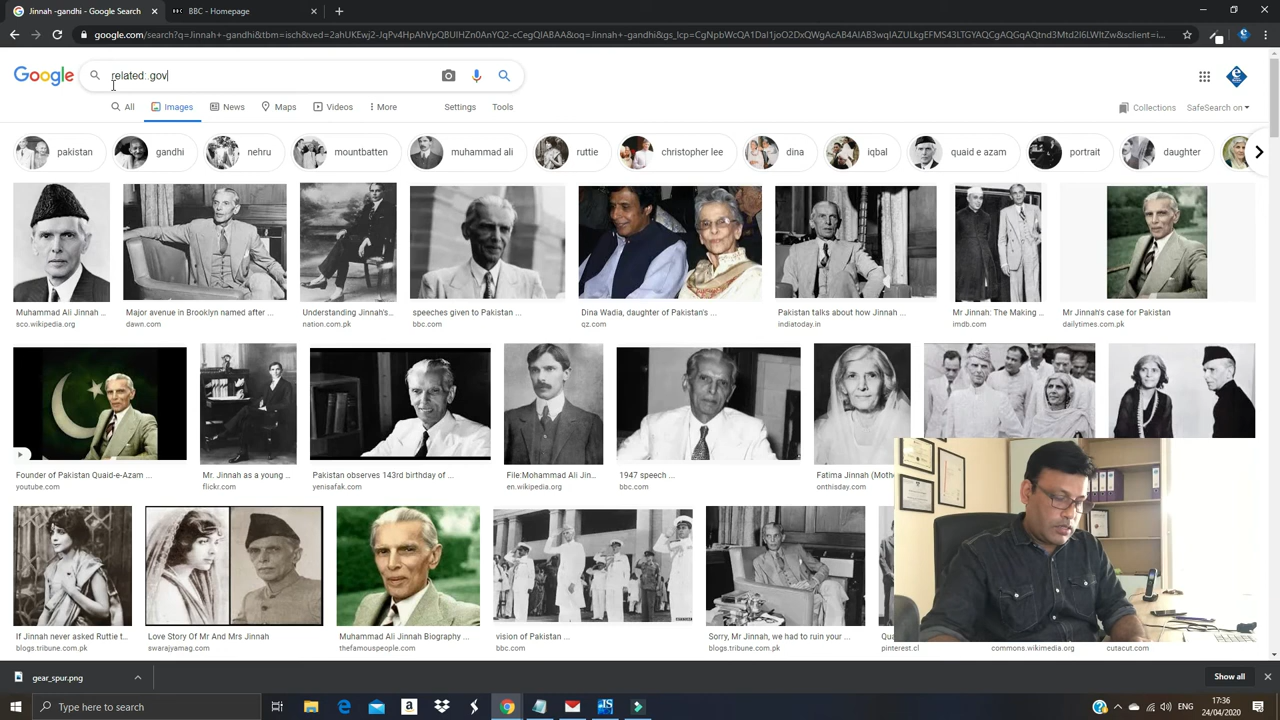 Jinnah -gandhi - Google Search
BBC - Homepage
google.com/search?q=Jinnah+-gandhi&tbm=isch&ved=2ahUKEwj2-
Google
related:.gov
All
Images
News
Maps
Videos
More
Settings
Tools
Collections
SafeSearch on
pakistan
gandhi
nehru
mountbatten
muhammad ali
ruttie
christopher lee
dina
iqbal
quaid e azam
portrait
daughter
Muhammad Ali Jinnah ...
sco.wikipedia.org
Major avenue in Brooklyn named after ...
dawn.com
Understanding Jinnah's...
nation.com.pk
speeches given to Pakistan ...
bbc.com
Dina Wadia, daughter of Pakistan's ...
qz.com
Pakistan talks about how Jinnah ...
indiatoday.in
Mr Jinnah: The Making ...
imdb.com
Mr Jinnah's case for Pakistan
dailytimes.com.pk
Founder of Pakistan Quaid-e-Azam ...
youtube.com
Mr. Jinnah as a young ...
flickr.com
Pakistan observes 143rd birthday of ...
yenisafak.com
File:Mohammad Ali Jin...
en.wikipedia.org
1947 speech ...
bbc.com
Fatima Jinnah (Moth
onthisday.com
If Jinnah never asked Ruttie t...
blogs.tribune.com.pk
Love Story Of Mr And Mrs Jinnah
swarajyamag.com
Muhammad Ali Jinnah Biography ...
thefamouspeople.com
vision of Pakistan ...
bbc.com
Sorry, Mr Jinnah, we had to ruin your ...
blogs.tribune.com.pk
Qua
pinterest.cl
commons.wikimedia.org
cutacut.com
gear_spur.png
Show all
Type here to search
17:36
24/04/2020